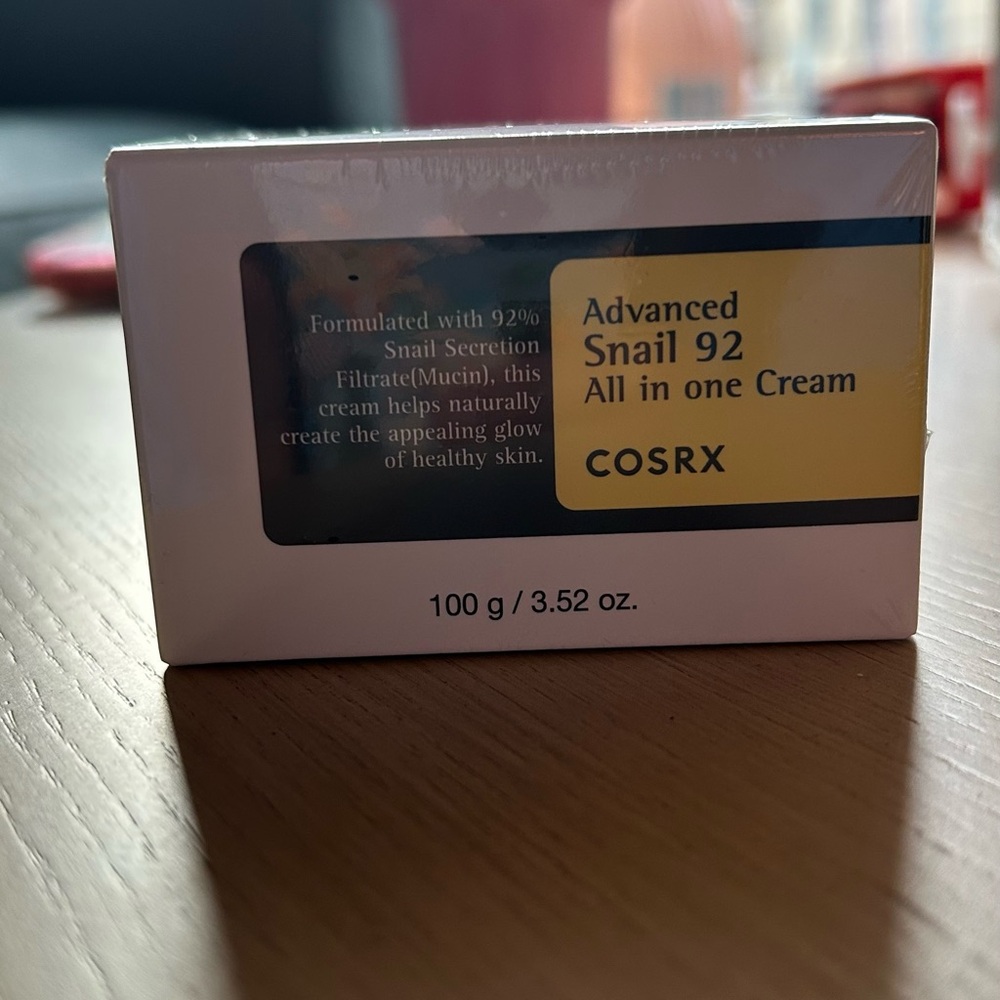 Formulated with 92%
Snail Secretion
Filtrate(Mucin), this
cream helps naturally
create the appealing glow
of healthy skin.
Advanced
Snail 92
All in one Cream
COSRX
100 g / 3.52 oz.